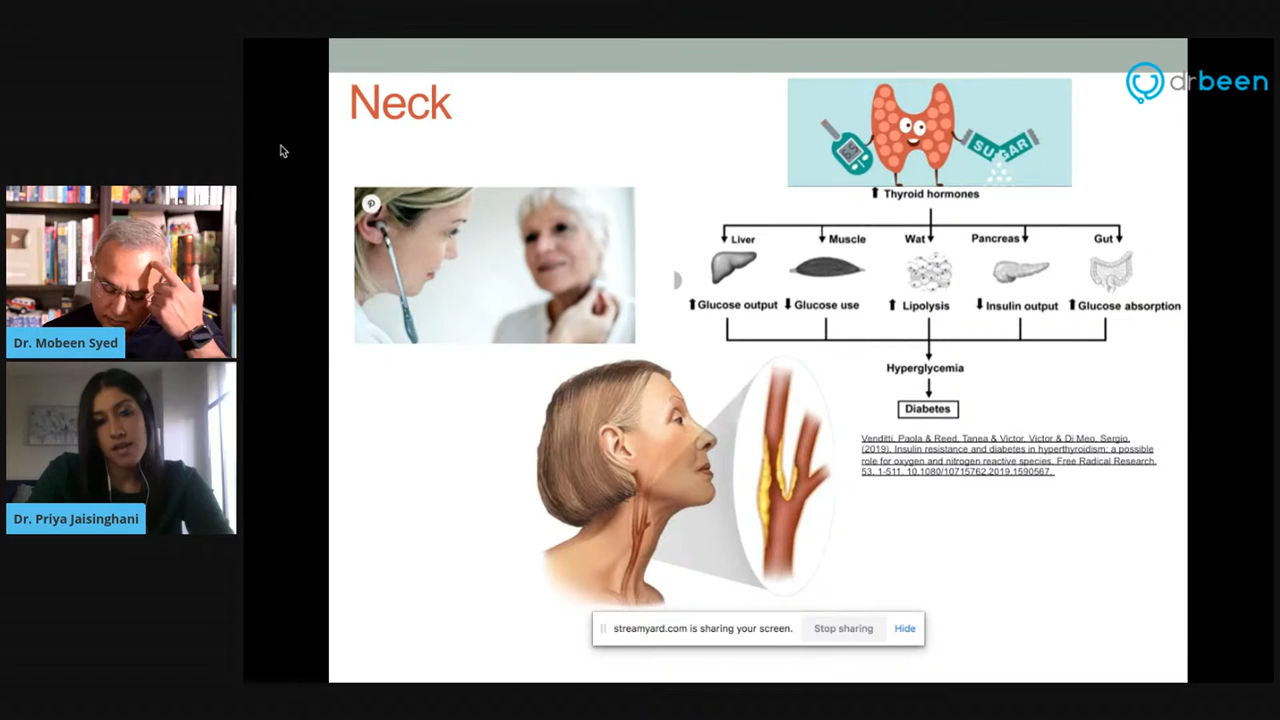 drbeen
Neck
SUGAR
Thyroid hormones
Liver
Muscle
Wat
Pancreas
Gut
Glucose output
Glucose use
Lipolysis
Insulin output
Glucose absorption
Hyperglycemia
Diabetes
Venditti, Paola & Reed, Tanea & Victor, Victor & Di Meo, Sergio.
(2019). Insulin resistance and diabetes in hyperthyroidism: a possible
role for oxygen and nitrogen reactive species. Free Radical Research.
53. 1-511. 10.1080/10715762.2019.1590567.
Dr. Mobeen Syed
Dr. Priya Jaisinghani
streamyard.com is sharing your screen.
Stop sharing
Hide